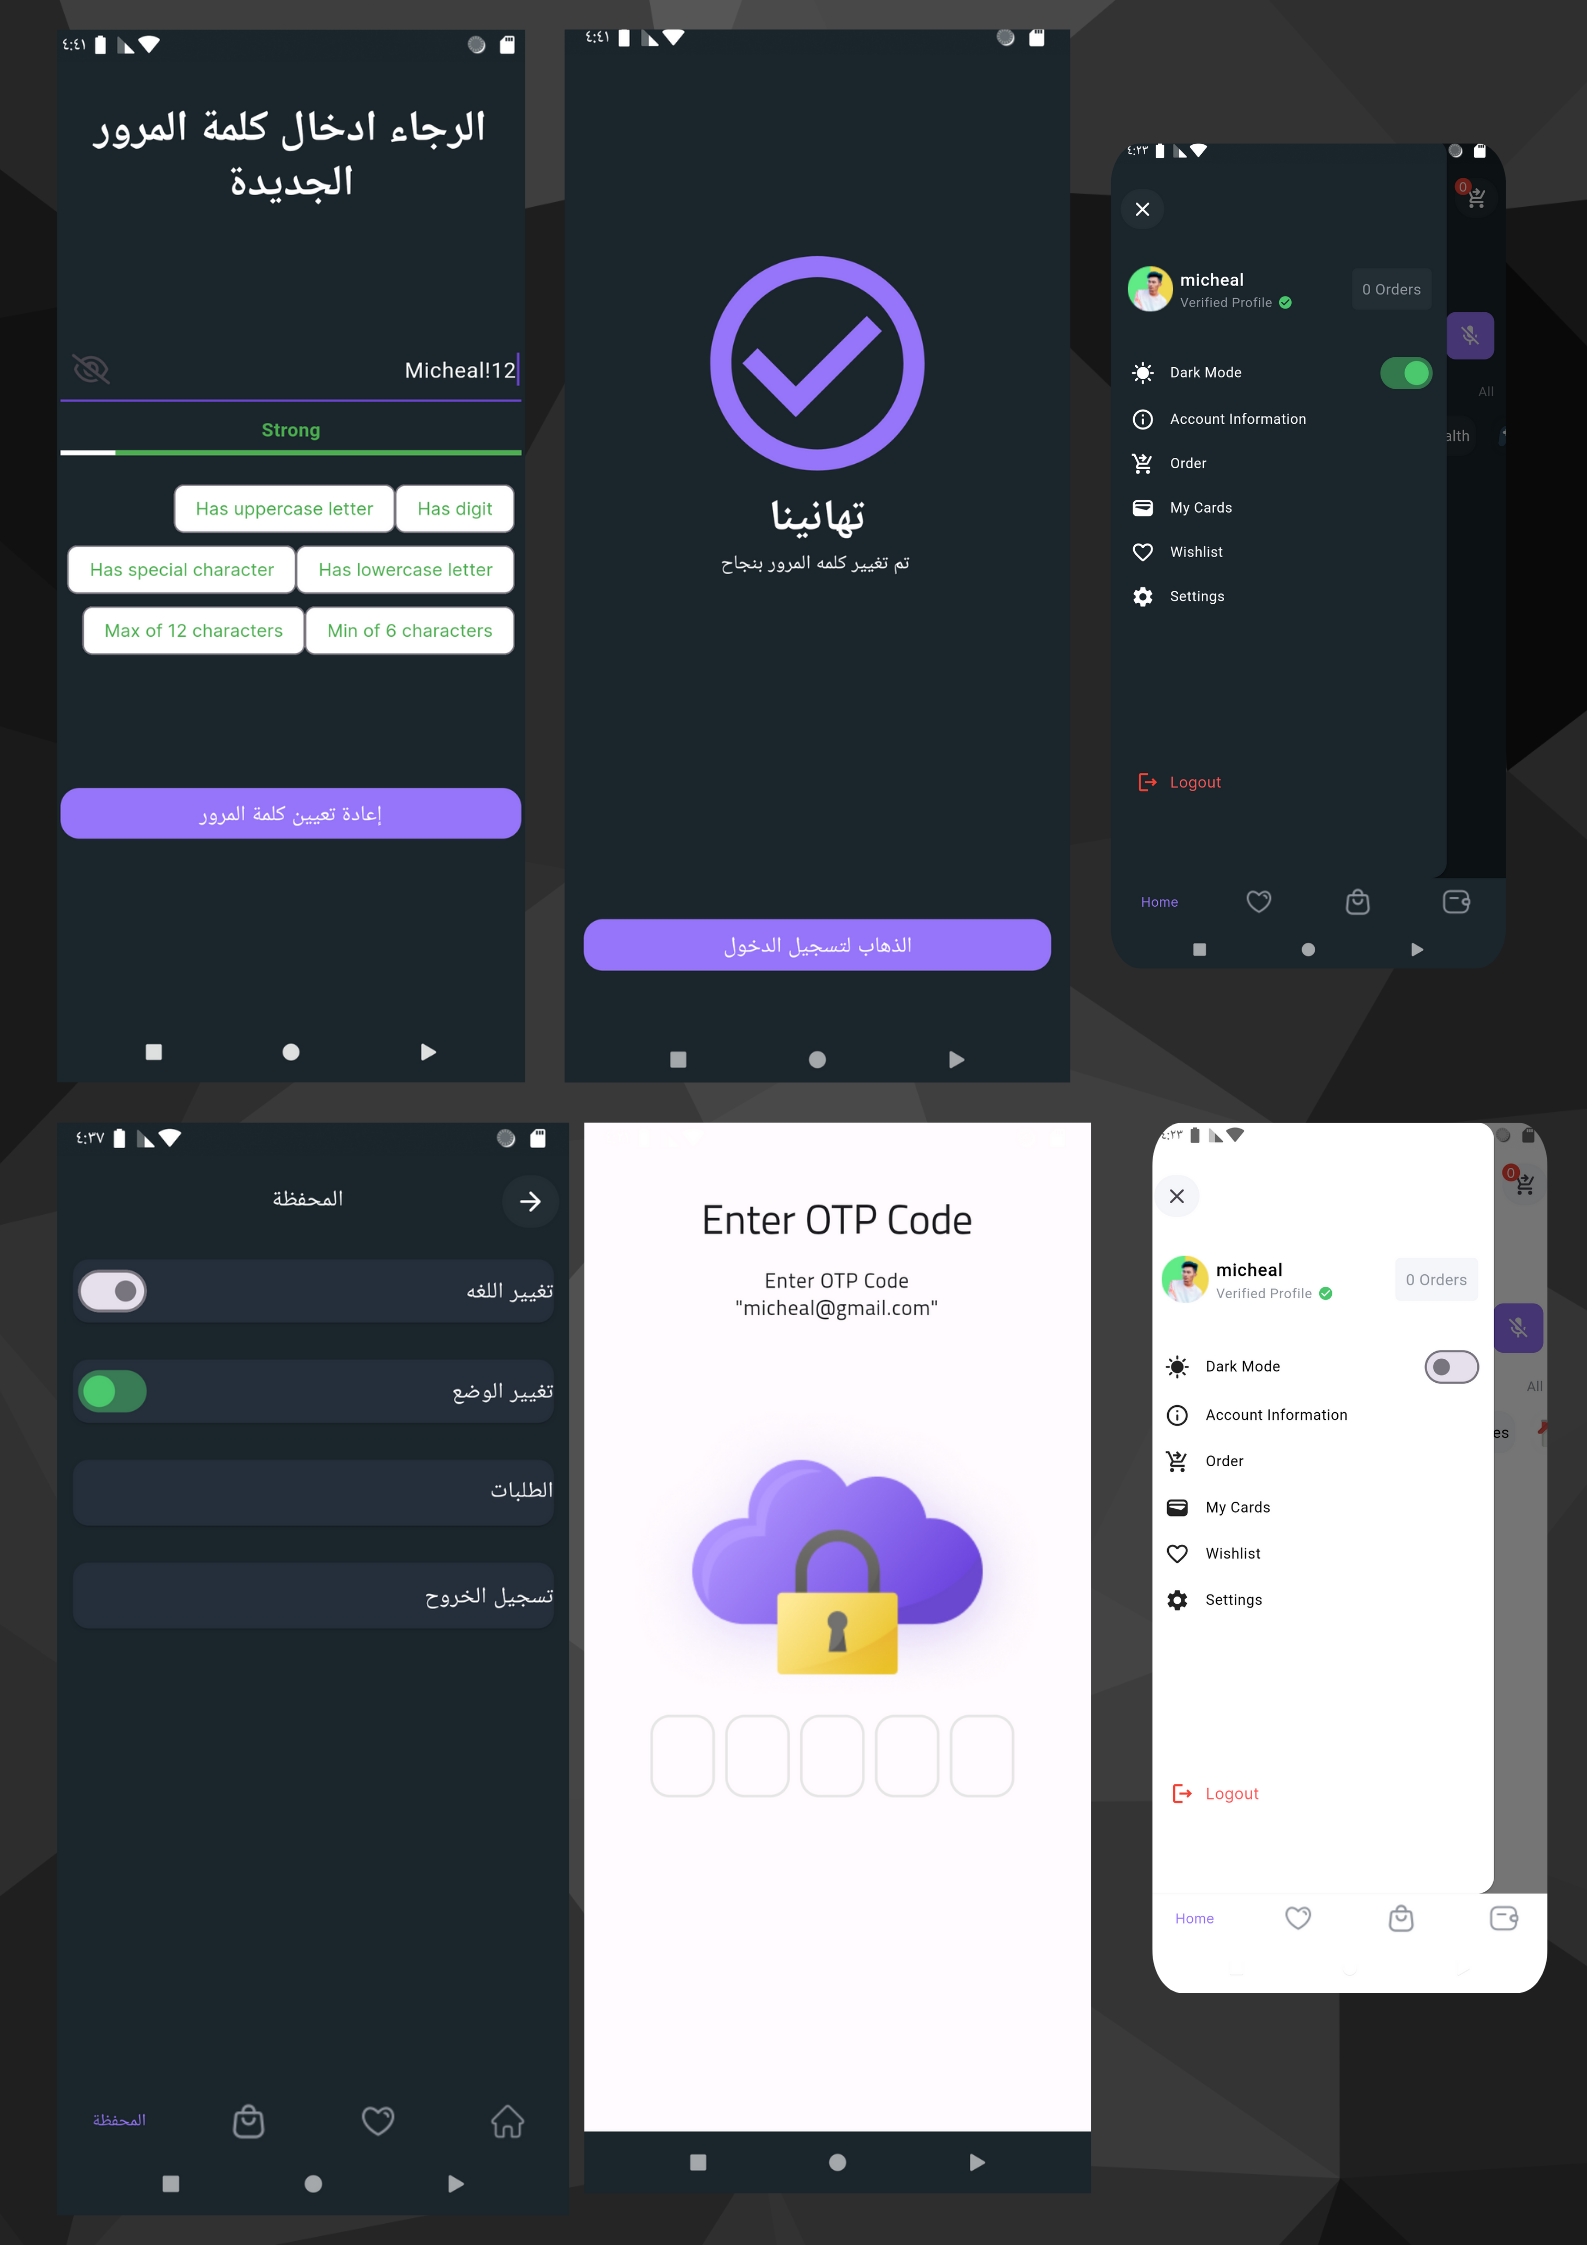 ٤:٤١
الرجاء ادخال كلمة المرور
الجديدة
Micheal!12
Strong
Has uppercase letter
Has digit
Has special character
Has lowercase letter
Max of 12 characters
Min of 6 characters
إعادة تعيين كلمة المرور
٤:٤١
تهانينا
تم تغيير كلمه المرور بنجاح
الذهاب لتسجيل الدخول
٤:٢٣
0
micheal
Verified Profile
0 Orders
Dark Mode
All
Account Information
alth
Order
My Cards
Wishlist
Settings
Logout
Home
٤:٣٧
المحفظة
تغيير اللغه
تغيير الوضع
الطلبات
تسجيل الخروح
المحفظة
Enter OTP Code
Enter OTP Code
"micheal@gmail.com"
٤:٢٣
0
micheal
Verified Profile
0 Orders
Dark Mode
All
Account Information
es
Order
My Cards
Wishlist
Settings
Logout
Home